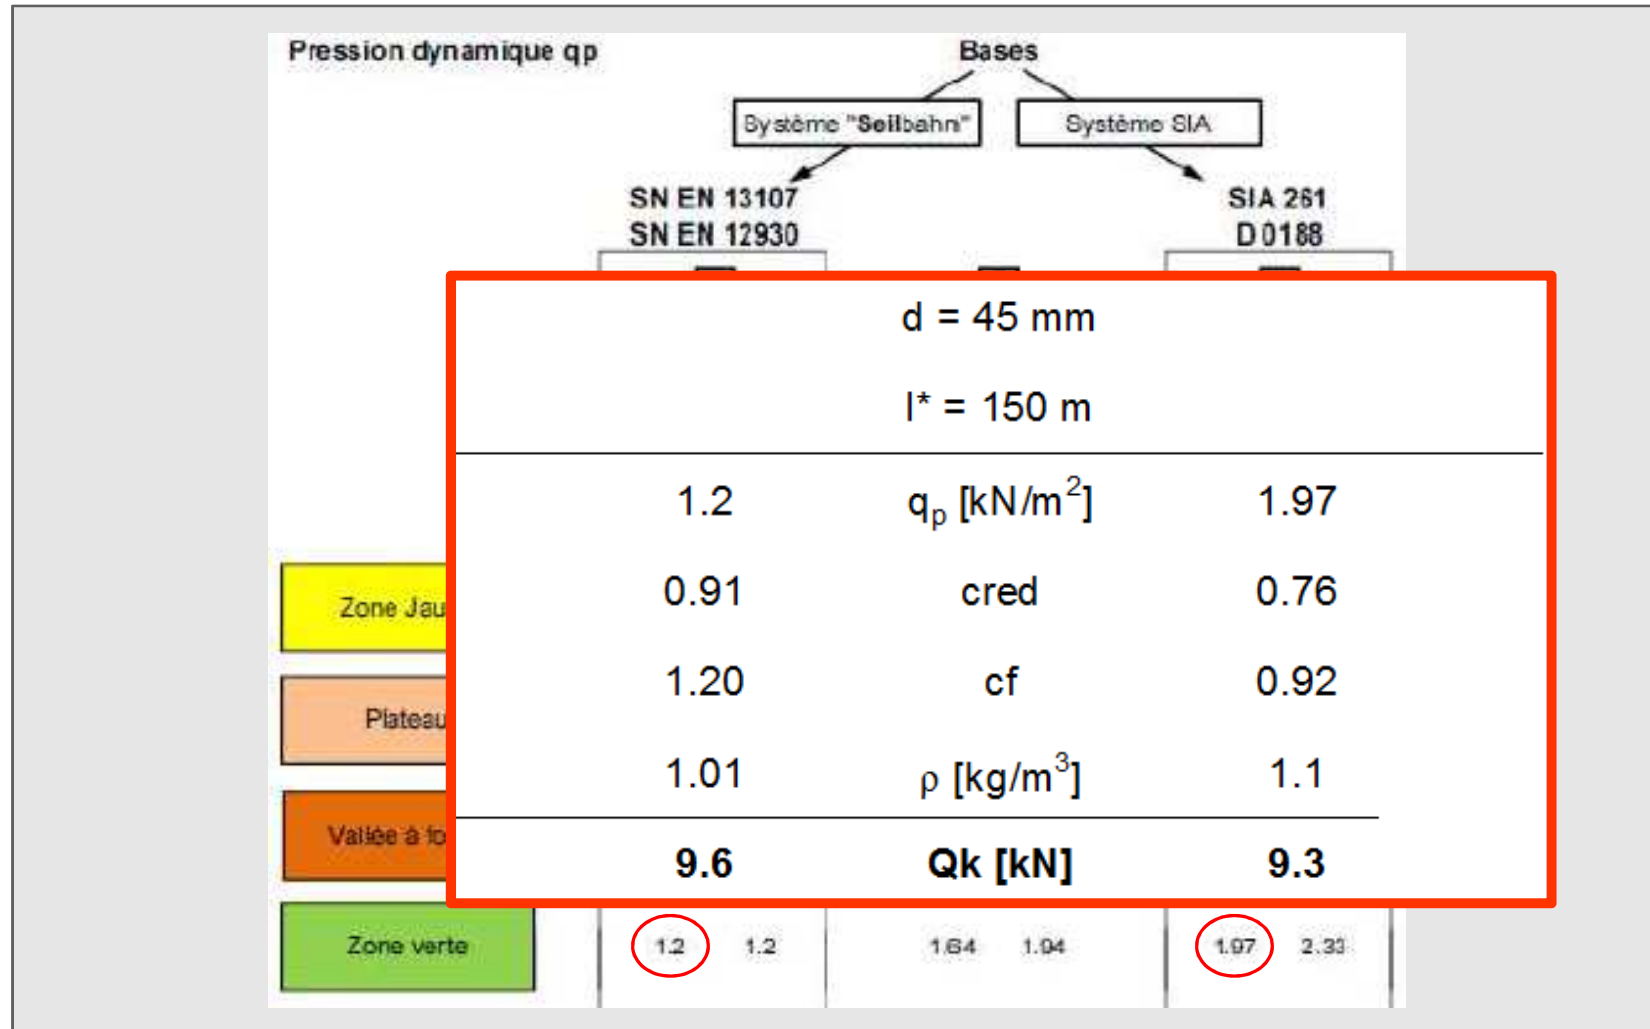 Pression dynamique qp
Bases
Système "Seilbahn"
Système SIA
SN EN 13107
SN EN 12930
SIA 261
D 0188
d = 45 mm
l* = 150 m
1.2 qp [kN/m²] 1.97
0.91 cred 0.76
1.20 cf 0.92
1.01 ρ [kg/m³] 1.1
9.6 Qk [kN] 9.3
Zone Jau
Plateau
Vallée à fo
Zone verte 1.2 1.2 1.64 1.94 1.97 2.33